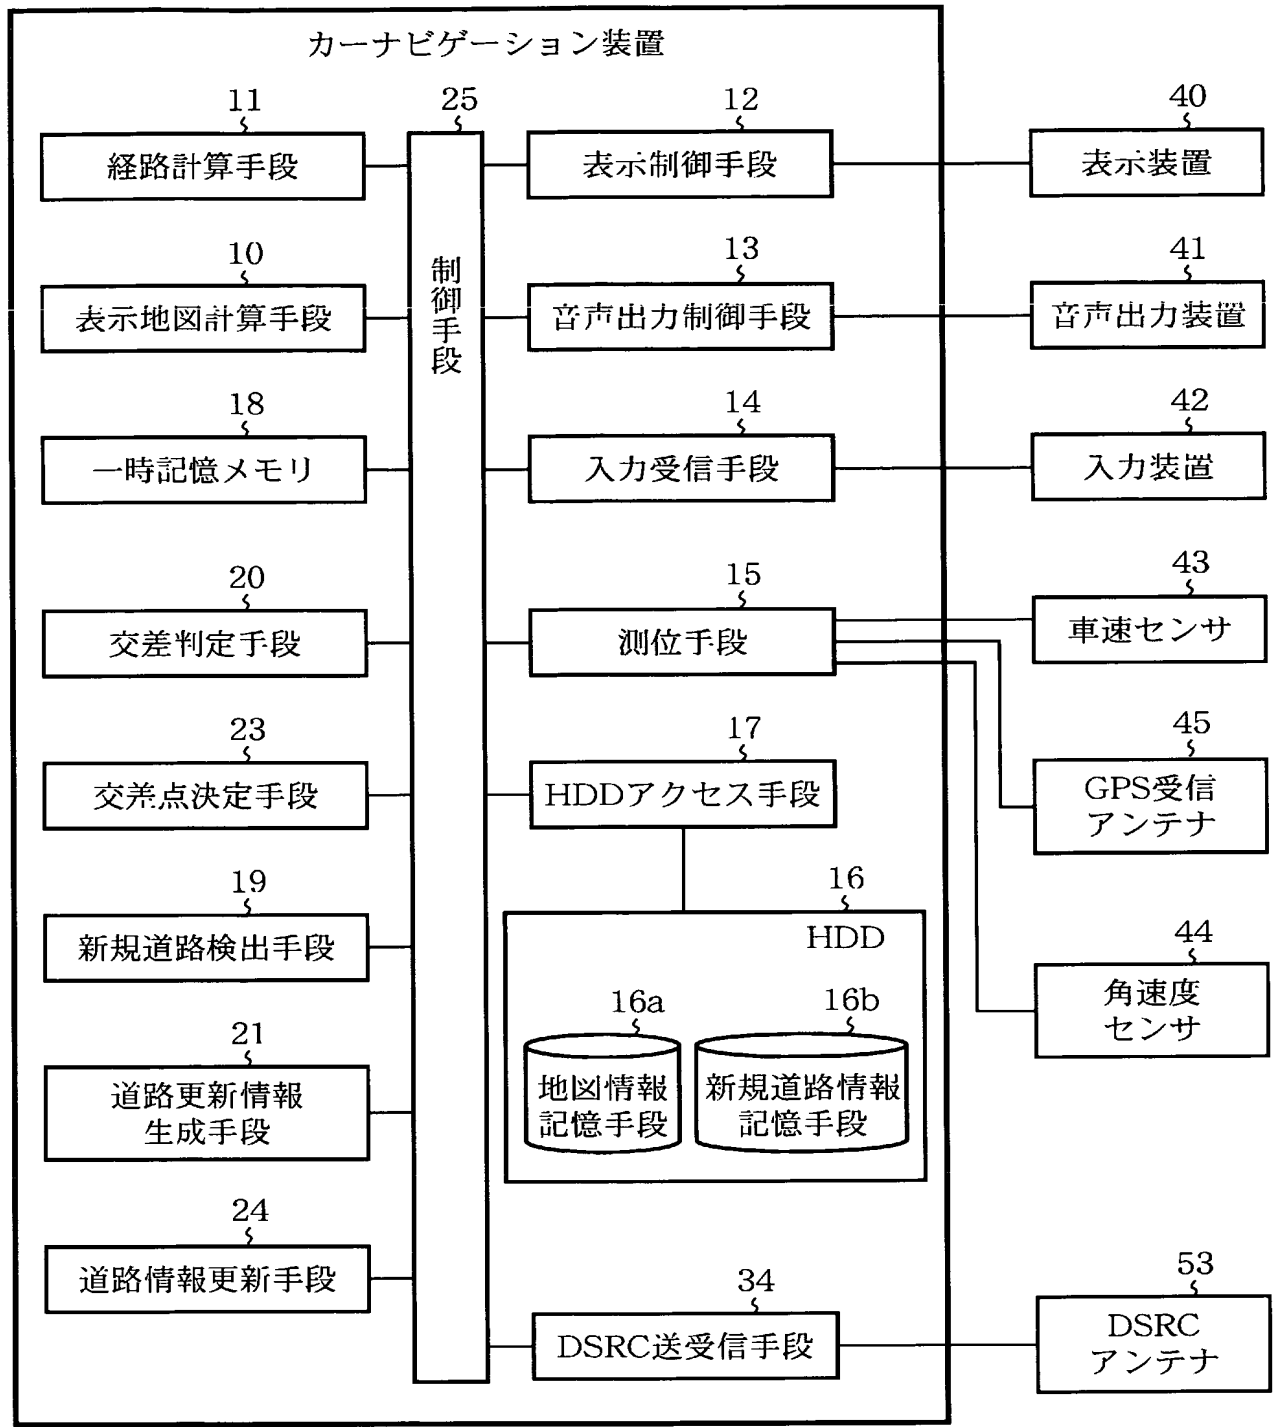 カーナビゲーション装置
11
経路計算手段
10
表示地図計算手段
18
一時記憶メモリ
20
交差判定手段
23
交差点決定手段
19
新規道路検出手段
21
道路更新情報
生成手段
24
道路情報更新手段
25
制御手段
12
表示制御手段
13
音声出力制御手段
14
入力受信手段
15
測位手段
17
HDDアクセス手段
16
HDD
16a
地図情報
記憶手段
16b
新規道路情報
記憶手段
34
DSRC送受信手段
40
表示装置
41
音声出力装置
42
入力装置
43
車速センサ
45
GPS受信
アンテナ
44
角速度
センサ
53
DSRC
アンテナ